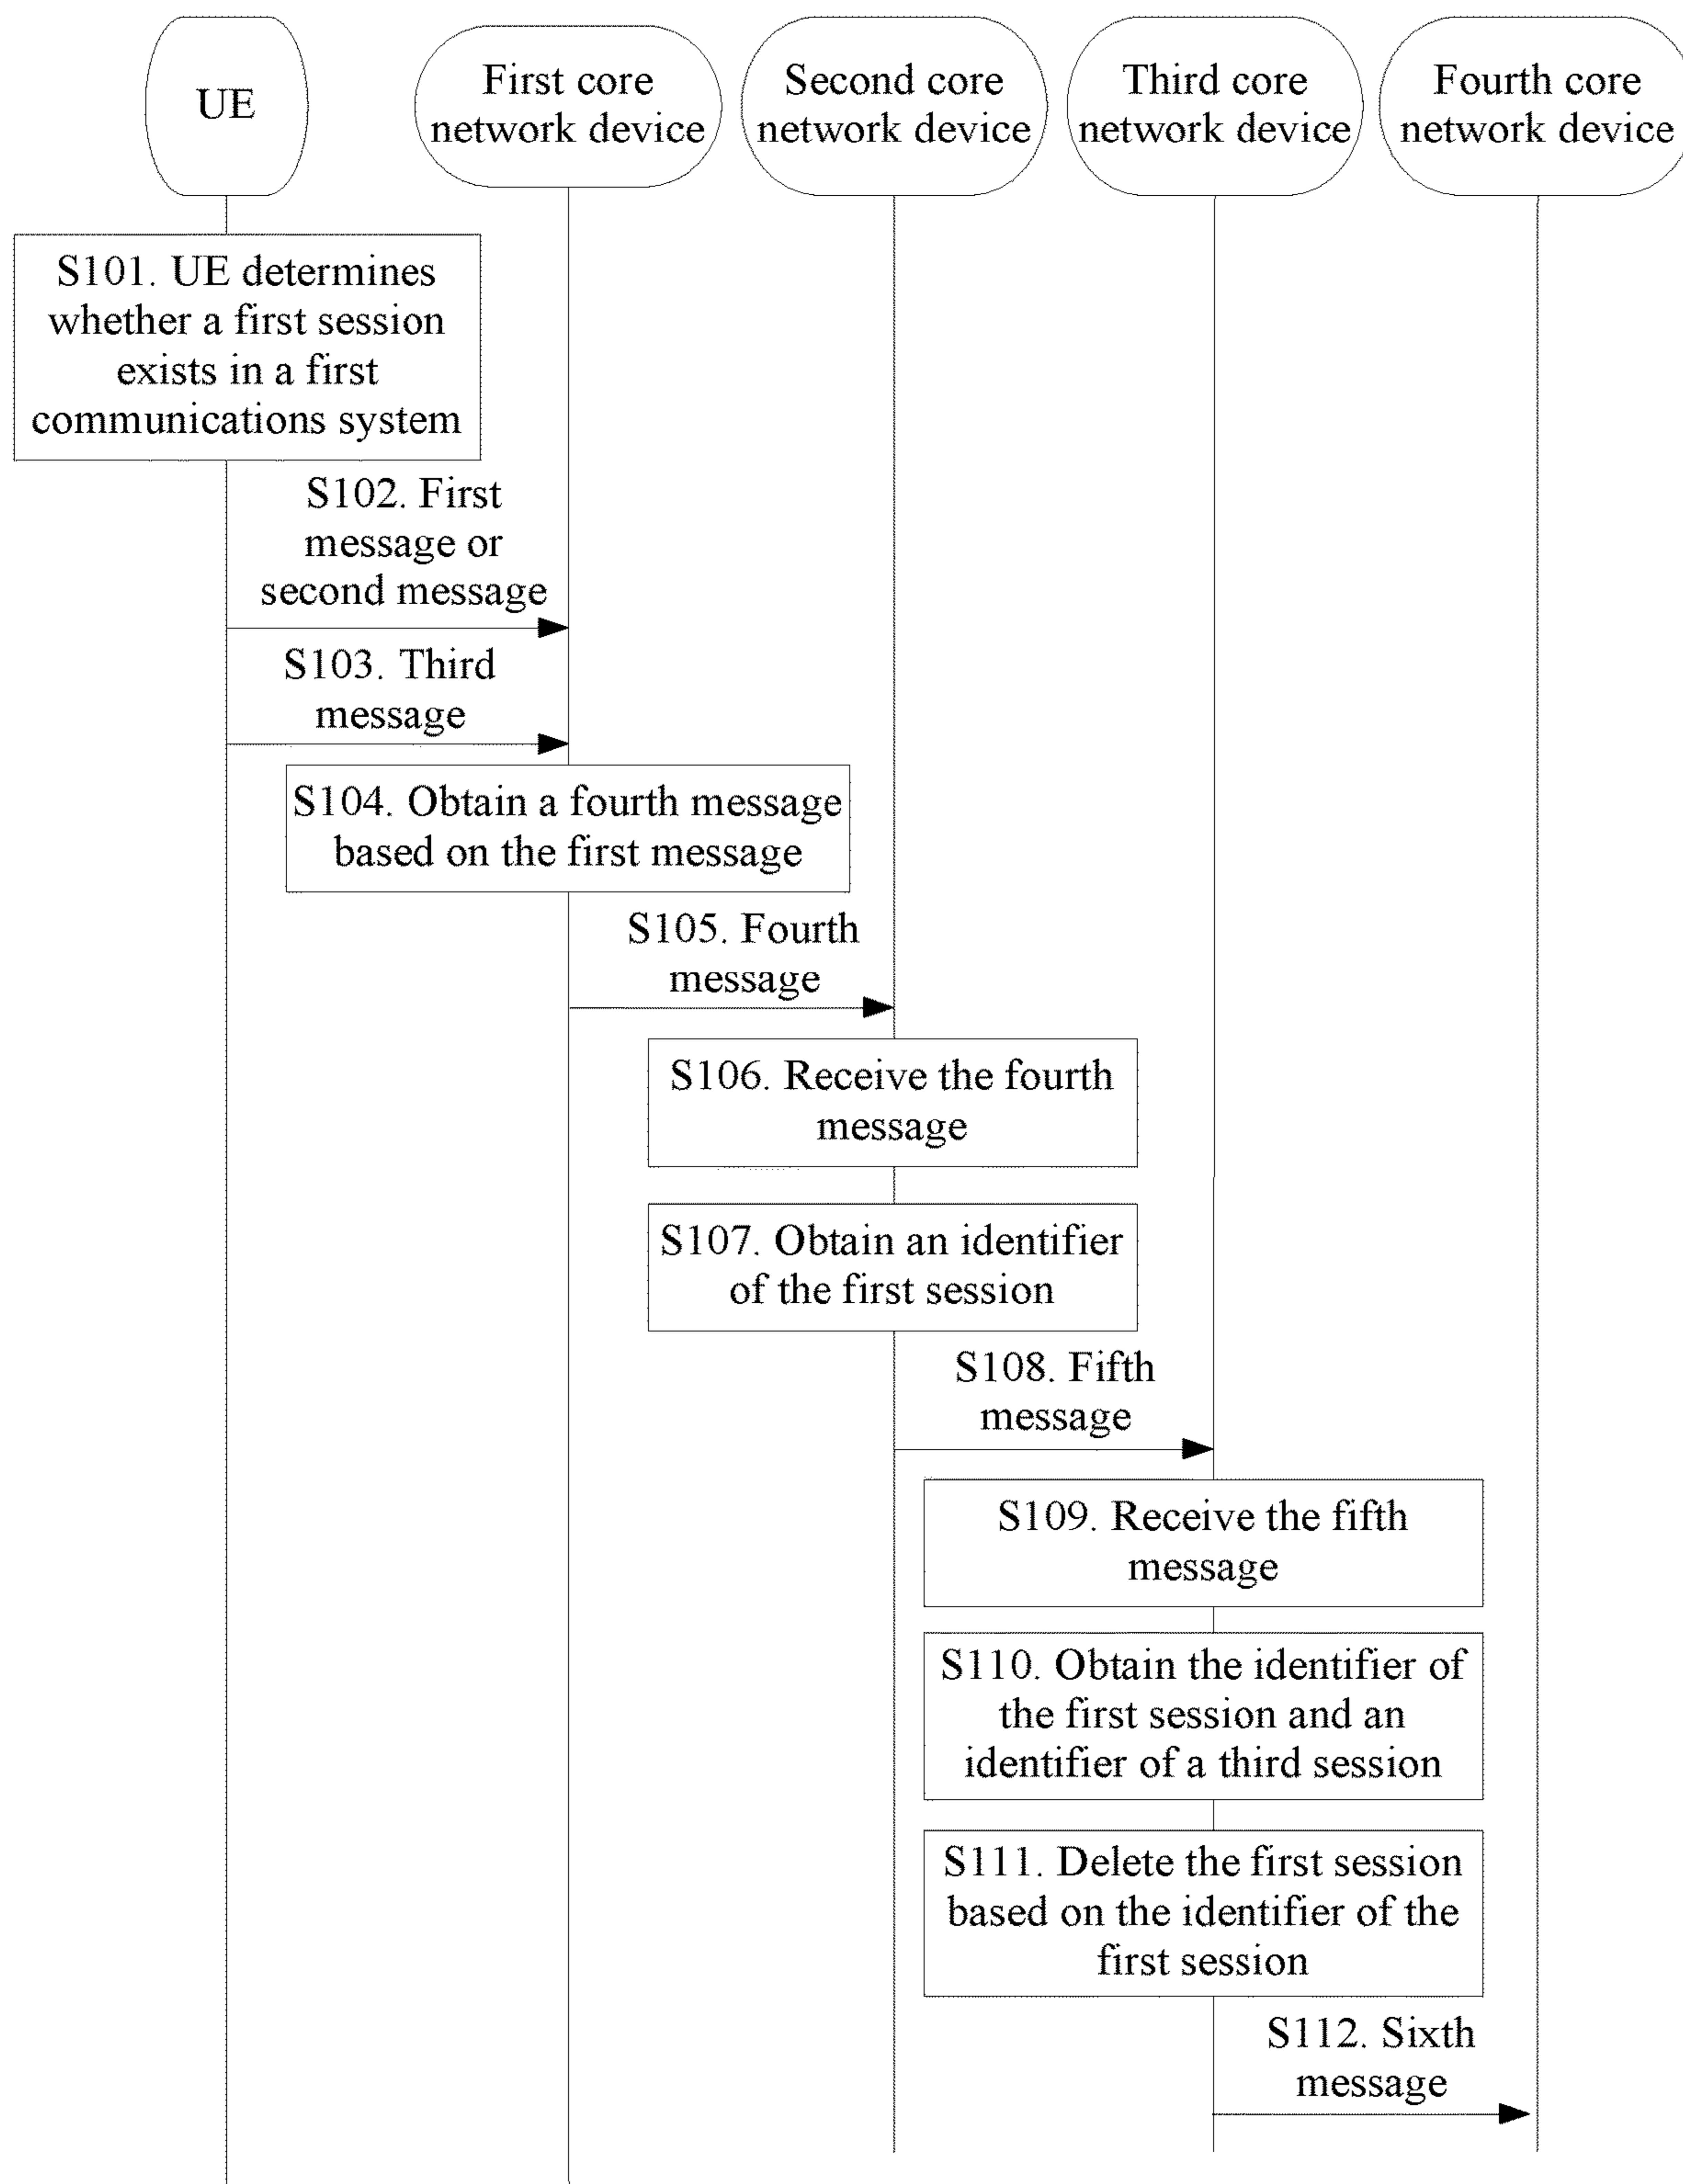 UE
First core
network device
Second core
network device
Third core
network device
Fourth core
network device
S101. UE determines
whether a first session
exists in a first
communications system
S102. First
message or
second message
S103. Third
message
S104. Obtain a fourth message
based on the first message
S105. Fourth
message
S106. Receive the fourth
message
S107. Obtain an identifier
of the first session
S108. Fifth
message
S109. Receive the fifth
message
S110. Obtain the identifier of
the first session and an
identifier of a third session
S111. Delete the first session
based on the identifier of the
first session
S112. Sixth
message